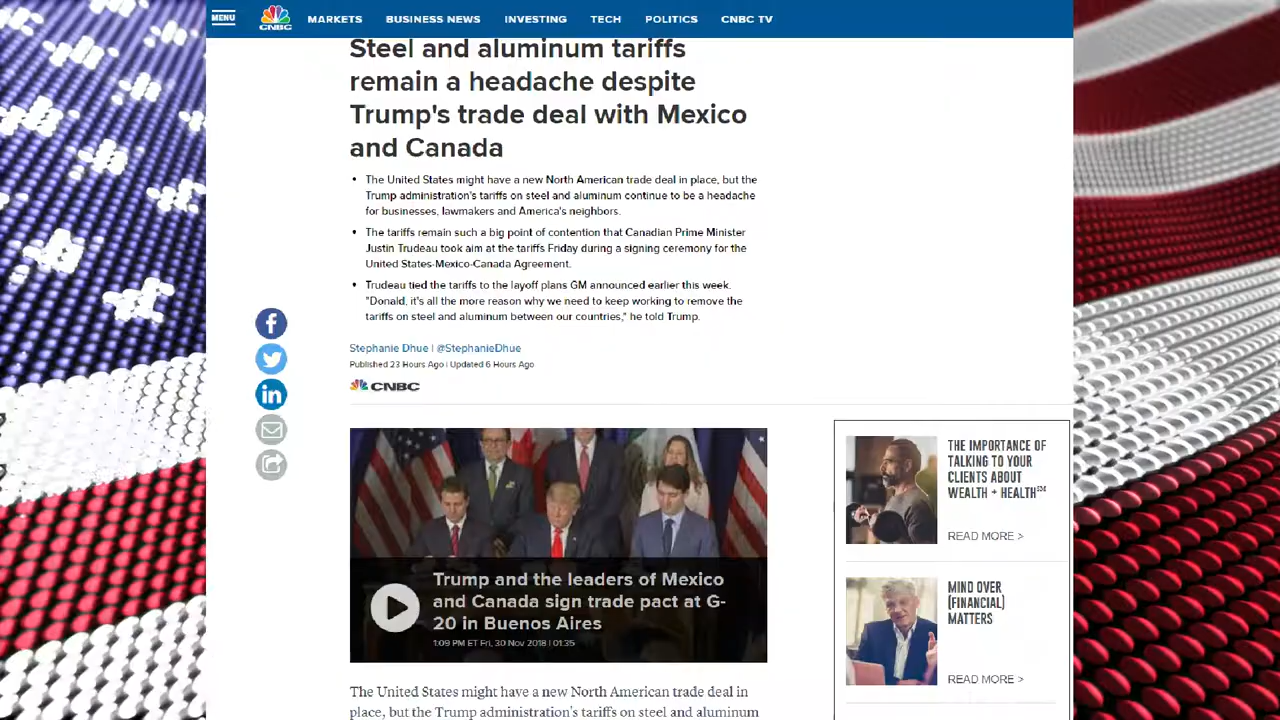 MENU
CNBC
MARKETS BUSINESS NEWS INVESTING TECH POLITICS CNBC TV
Steel and aluminum tariffs
remain a headache despite
Trump's trade deal with Mexico
and Canada
• The United States might have a new North American trade deal in place, but the
Trump administration's tariffs on steel and aluminum continue to be a headache
for businesses, lawmakers and America's neighbors.
• The tariffs remain such a big point of contention that Canadian Prime Minister
Justin Trudeau took aim at the tariffs Friday during a signing ceremony for the
United States-Mexico-Canada Agreement.
• Trudeau tied the tariffs to the layoff plans GM announced earlier this week.
"Donald, it's all the more reason why we need to keep working to remove the
tariffs on steel and aluminum between our countries," he told Trump.
Stephanie Dhue | @StephanieDhue
Published 23 Hours Ago | Updated 6 Hours Ago
CNBC
Trump and the leaders of Mexico
and Canada sign trade pact at G-
20 in Buenos Aires
1:09 PM ET Fri, 30 Nov 2018 | 01:35
The United States might have a new North American trade deal in
place, but the Trump administration's tariffs on steel and aluminum
THE IMPORTANCE OF
TALKING TO YOUR
CLIENTS ABOUT
WEALTH + HEALTH℠
READ MORE >
MIND OVER
(FINANCIAL)
MATTERS
READ MORE >